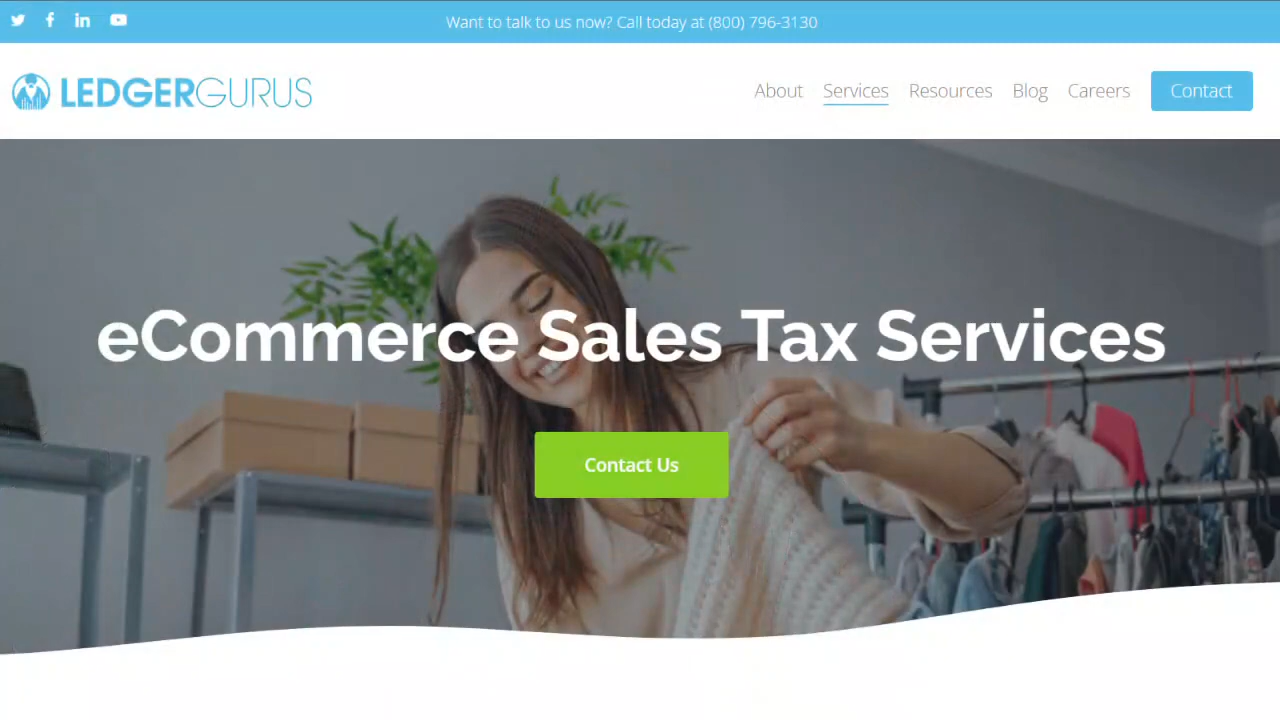 Want to talk to us now? Call today at (800) 796-3130
LEDGERGURUS
About Services Resources Blog Careers Contact
eCommerce Sales Tax Services
Contact Us